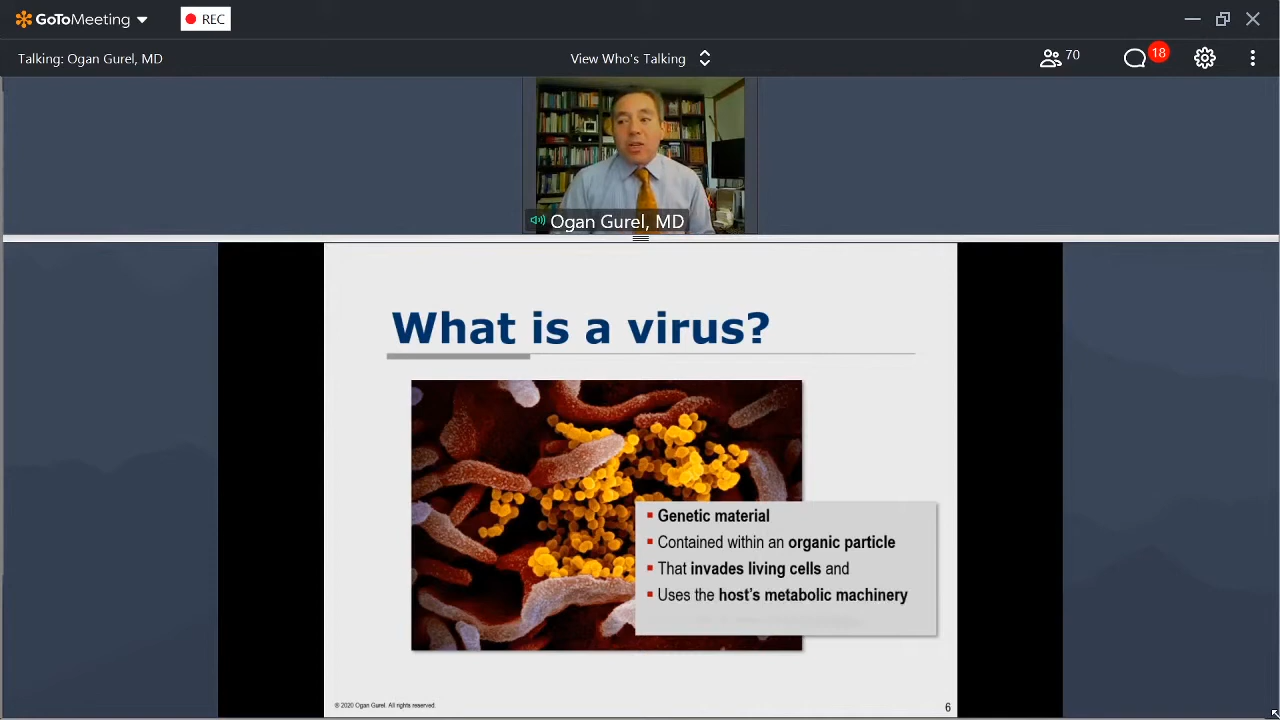 GoToMeeting
REC
Talking: Ogan Gurel, MD
View Who's Talking
70
18
Ogan Gurel, MD
What is a virus?
Genetic material
Contained within an organic particle
That invades living cells and
Uses the host's metabolic machinery
© 2020 Ogan Gurel. All rights reserved.
6